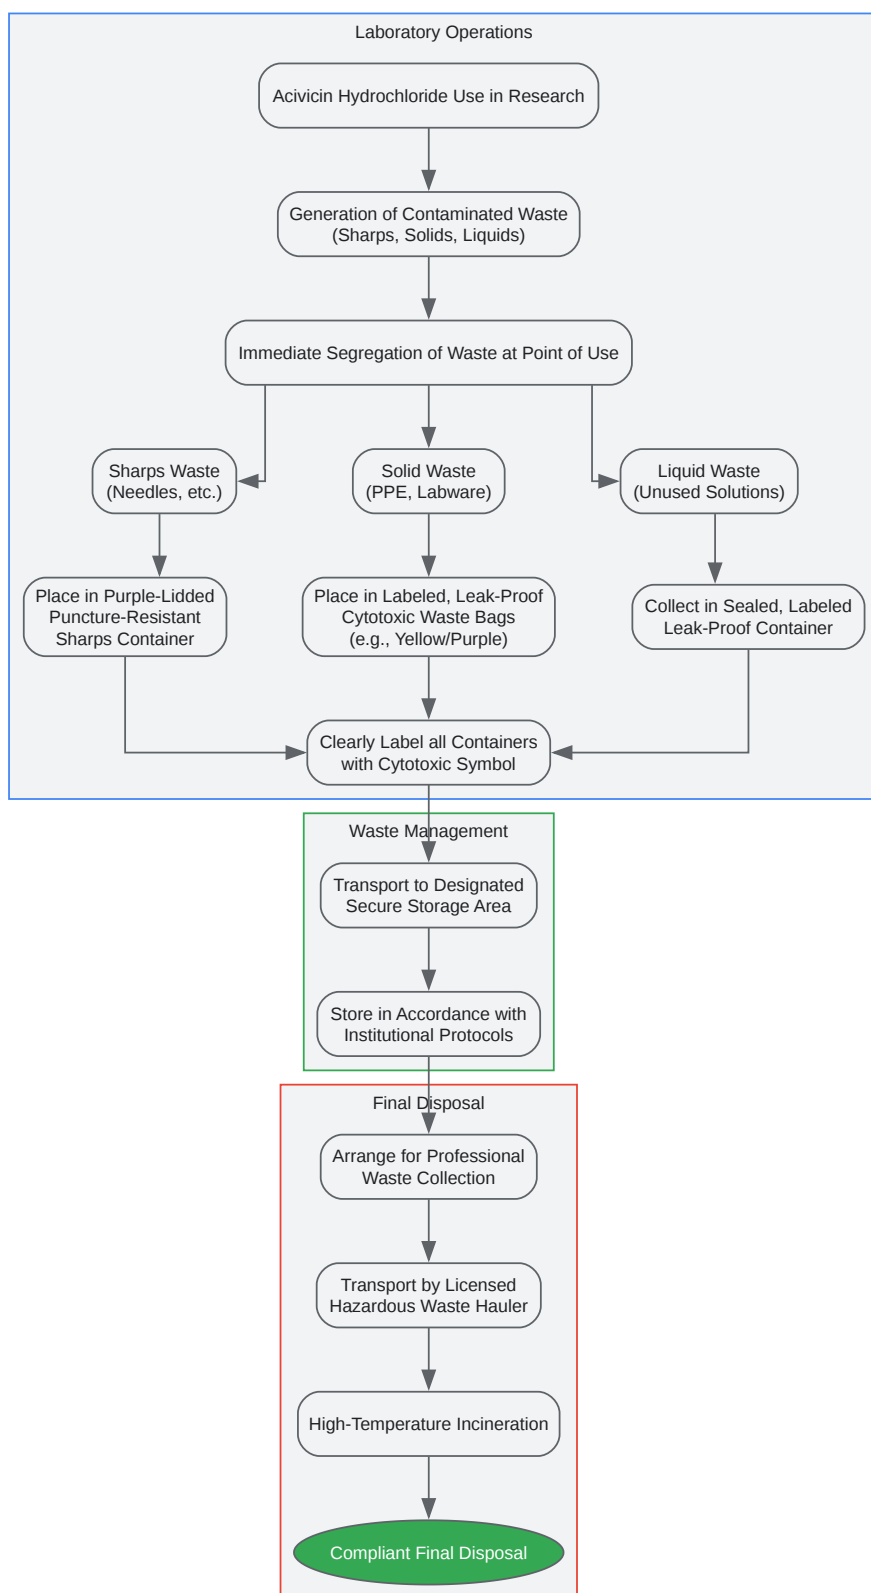 Laboratory Operations
Acivicin Hydrochloride Use in Research
Generation of Contaminated Waste
(Sharps, Solids, Liquids)
Immediate Segregation of Waste at Point of Use
Sharps Waste
(Needles, etc.)
Solid Waste
(PPE, Labware)
Liquid Waste
(Unused Solutions)
Place in Purple-Lidded
Puncture-Resistant
Sharps Container
Place in Labeled, Leak-Proof
Cytotoxic Waste Bags
(e.g., Yellow/Purple)
Collect in Sealed, Labeled
Leak-Proof Container
Clearly Label all Containers
with Cytotoxic Symbol
Waste Management
Transport to Designated
Secure Storage Area
Store in Accordance with
Institutional Protocols
Final Disposal
Arrange for Professional
Waste Collection
Transport by Licensed
Hazardous Waste Hauler
High-Temperature Incineration
Compliant Final Disposal